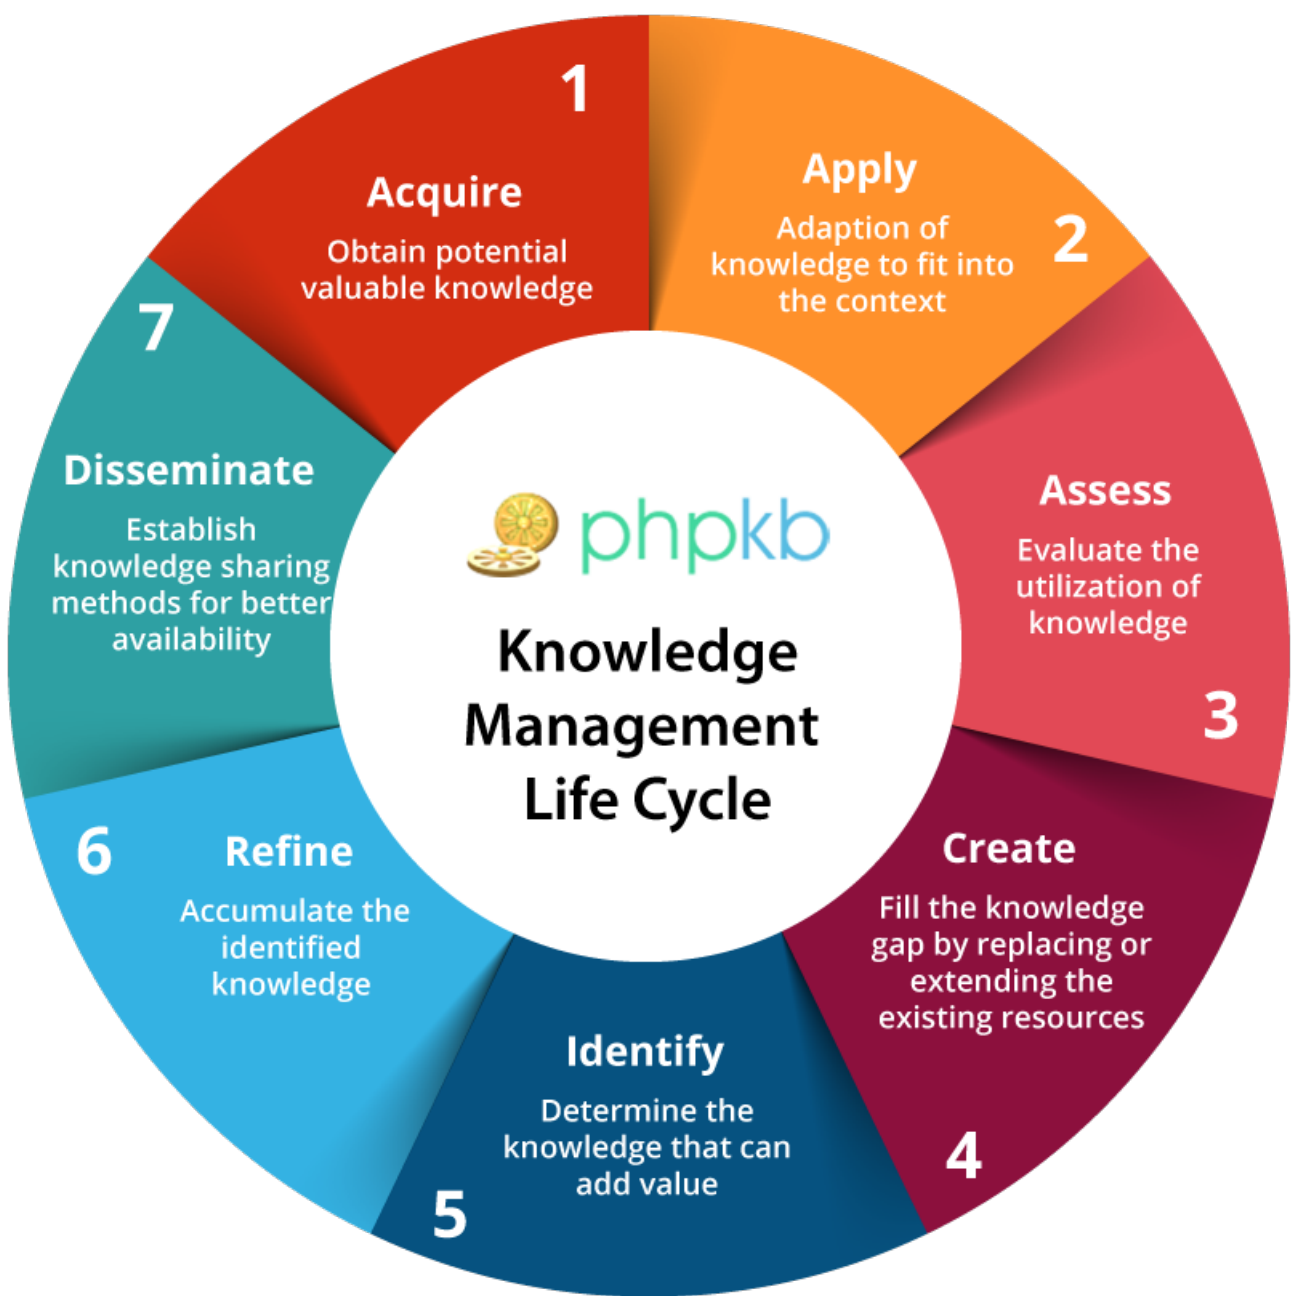 phpkb
Knowledge
Management
Life Cycle
1
Acquire
Obtain potential
valuable knowledge
2
Apply
Adaption of
knowledge to fit into
the context
3
Assess
Evaluate the
utilization of
knowledge
4
Create
Fill the knowledge
gap by replacing or
extending the
existing resources
5
Identify
Determine the
knowledge that can
add value
6
Refine
Accumulate the
identified
knowledge
7
Disseminate
Establish
knowledge sharing
methods for better
availability